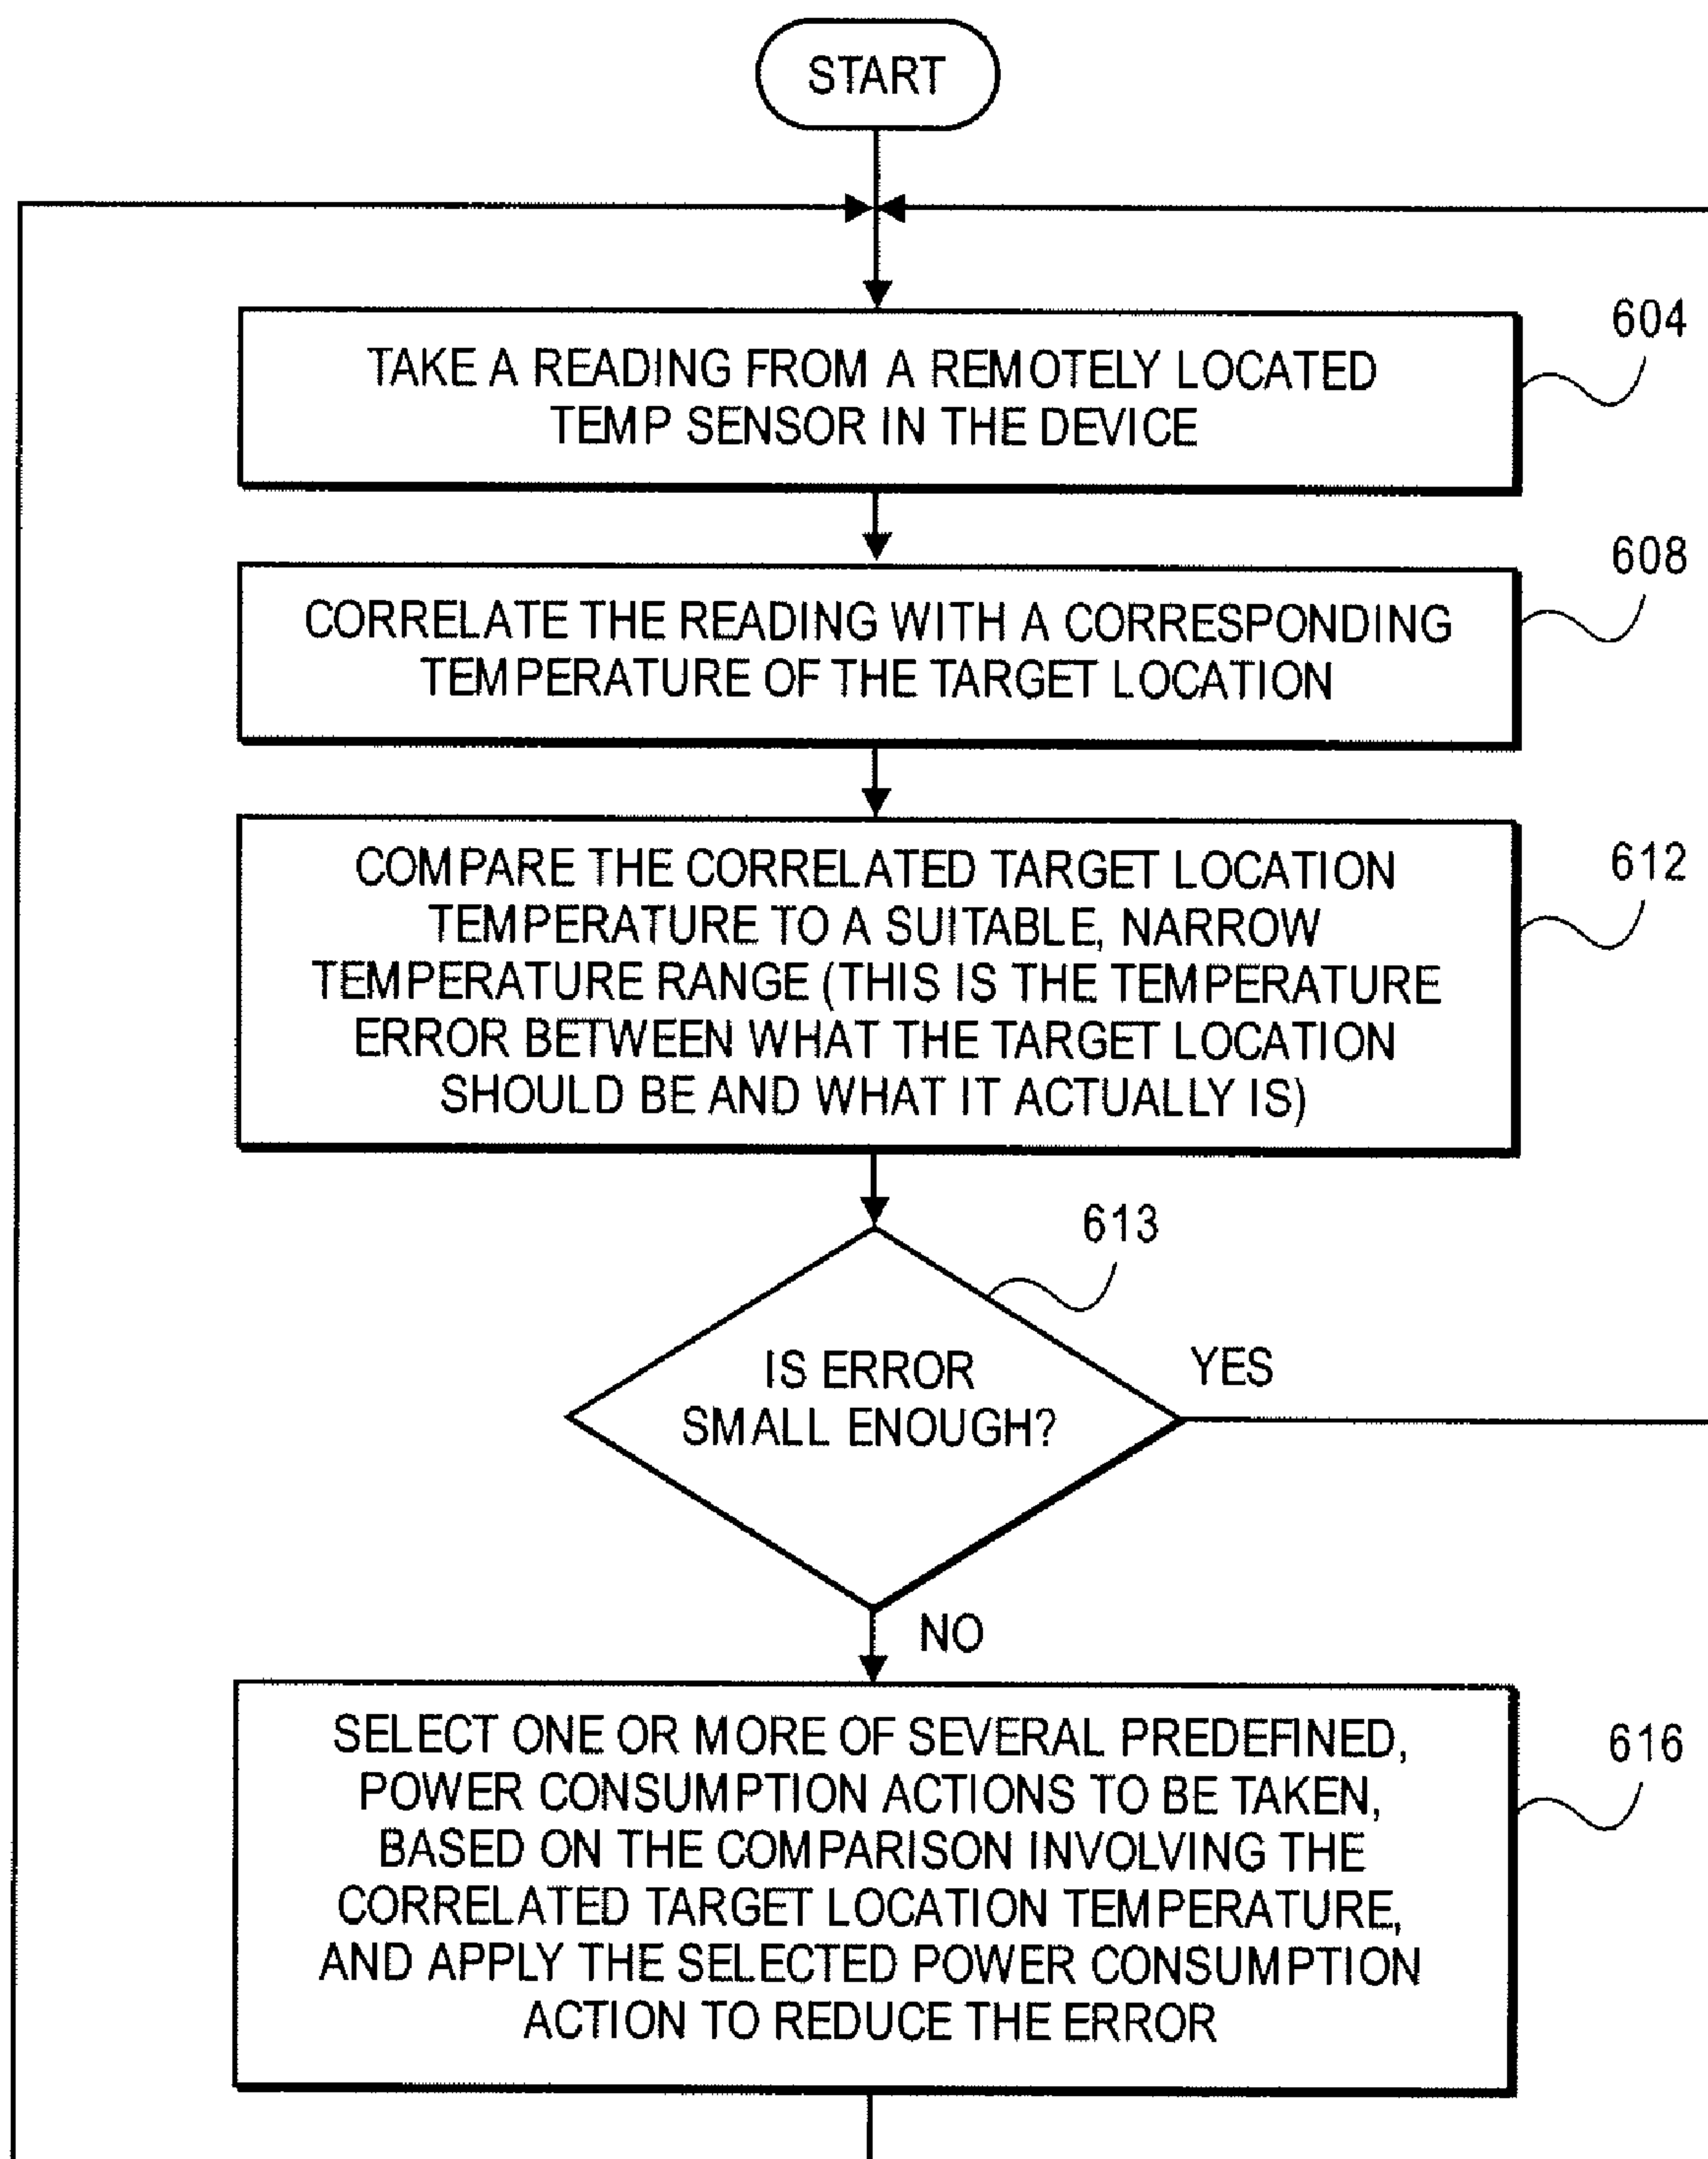 START
604
TAKE A READING FROM A REMOTELY LOCATED
TEMP SENSOR IN THE DEVICE
608
CORRELATE THE READING WITH A CORRESPONDING
TEMPERATURE OF THE TARGET LOCATION
612
COMPARE THE CORRELATED TARGET LOCATION
TEMPERATURE TO A SUITABLE, NARROW
TEMPERATURE RANGE (THIS IS THE TEMPERATURE
ERROR BETWEEN WHAT THE TARGET LOCATION
SHOULD BE AND WHAT IT ACTUALLY IS)
613
IS ERROR
SMALL ENOUGH?
YES
NO
616
SELECT ONE OR MORE OF SEVERAL PREDEFINED,
POWER CONSUMPTION ACTIONS TO BE TAKEN,
BASED ON THE COMPARISON INVOLVING THE
CORRELATED TARGET LOCATION TEMPERATURE,
AND APPLY THE SELECTED POWER CONSUMPTION
ACTION TO REDUCE THE ERROR